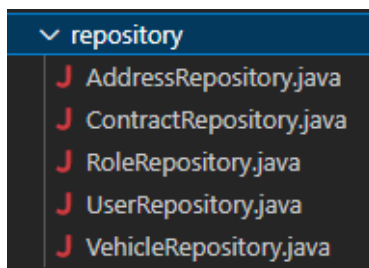 repository
J AddressRepository.java
J ContractRepository.java
J RoleRepository.java
J UserRepository.java
J VehicleRepository.java